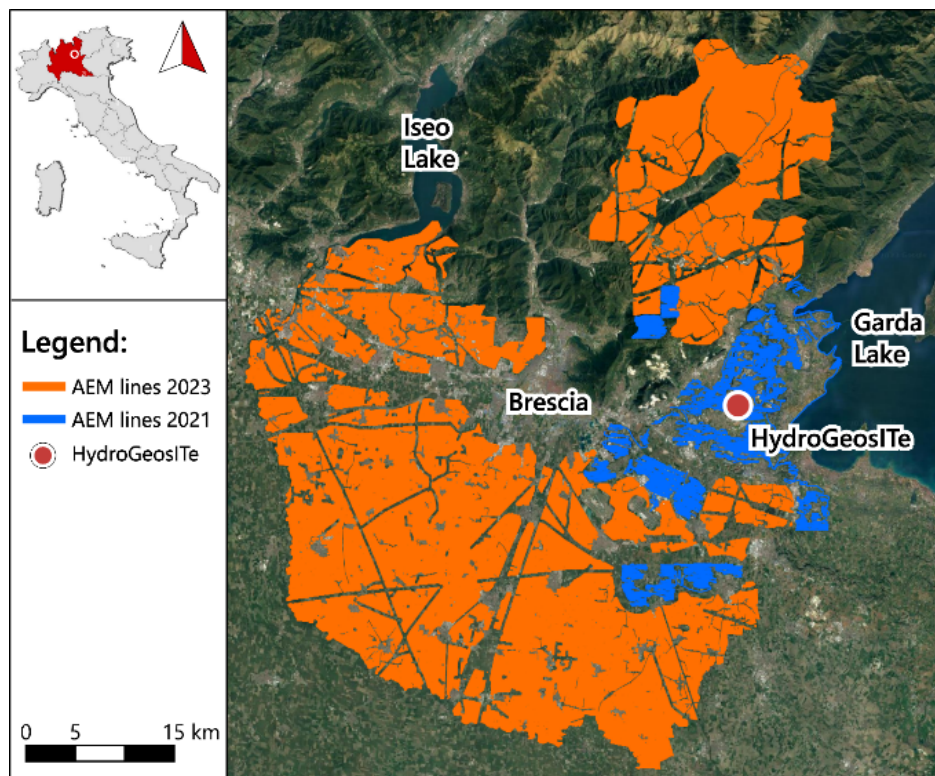 Iseo
Lake
Legend:
AEM lines 2023
AEM lines 2021
HydroGeosITe
Garda
Lake
Brescia
HydroGeosITe
0 5 15 km